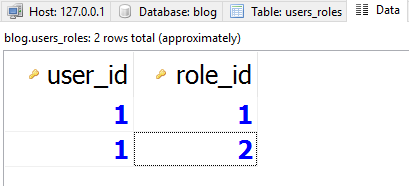 Host: 127.0.0.1 Database: blog Table: users_roles Data
blog.users_roles: 2 rows total (approximately)
user_id role_id
1 1
1 2